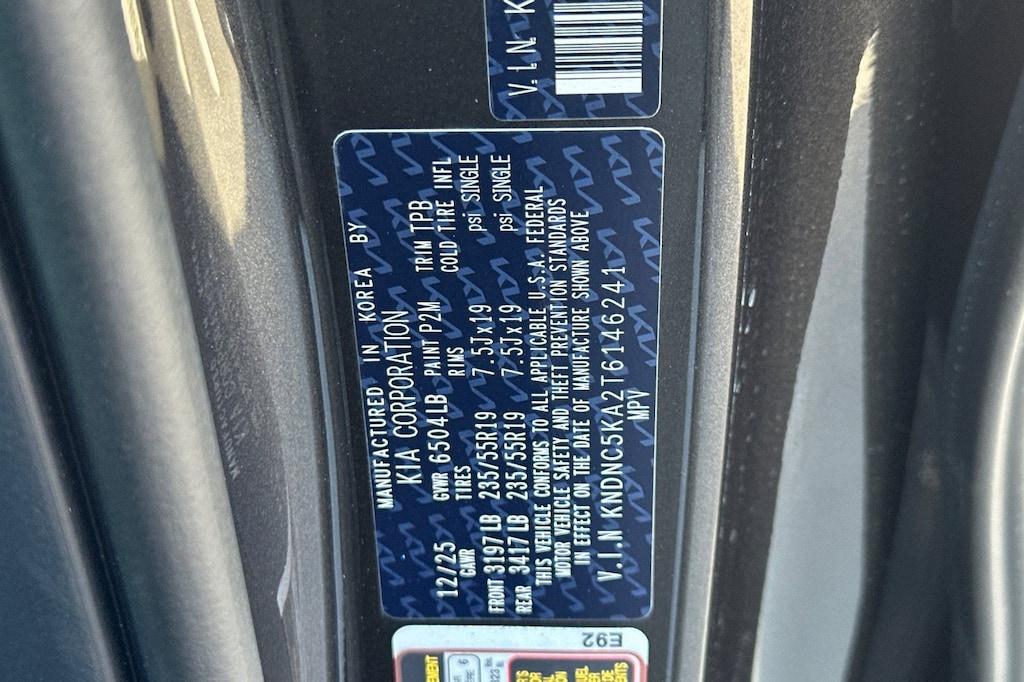 MANUFACTURED IN KOREA BY
KIA CORPORATION
12/25 GVWR 6504LB PAINT P2M TRIM TPB
GAWR TIRES RIMS COLD TIRE INFL
FRONT 3197LB 235/55R19 7.5Jx19 psi SINGLE
REAR 3417LB 235/55R19 7.5Jx19 psi SINGLE
THIS VEHICLE CONFORMS TO ALL APPLICABLE U.S.A. FEDERAL
MOTOR VEHICLE SAFETY AND THEFT PREVENTION STANDARDS
IN EFFECT ON THE DATE OF MANUFACTURE SHOWN ABOVE
V.I.N KNDNC5KA2T6146241
MPV
V.I.N. K
E92